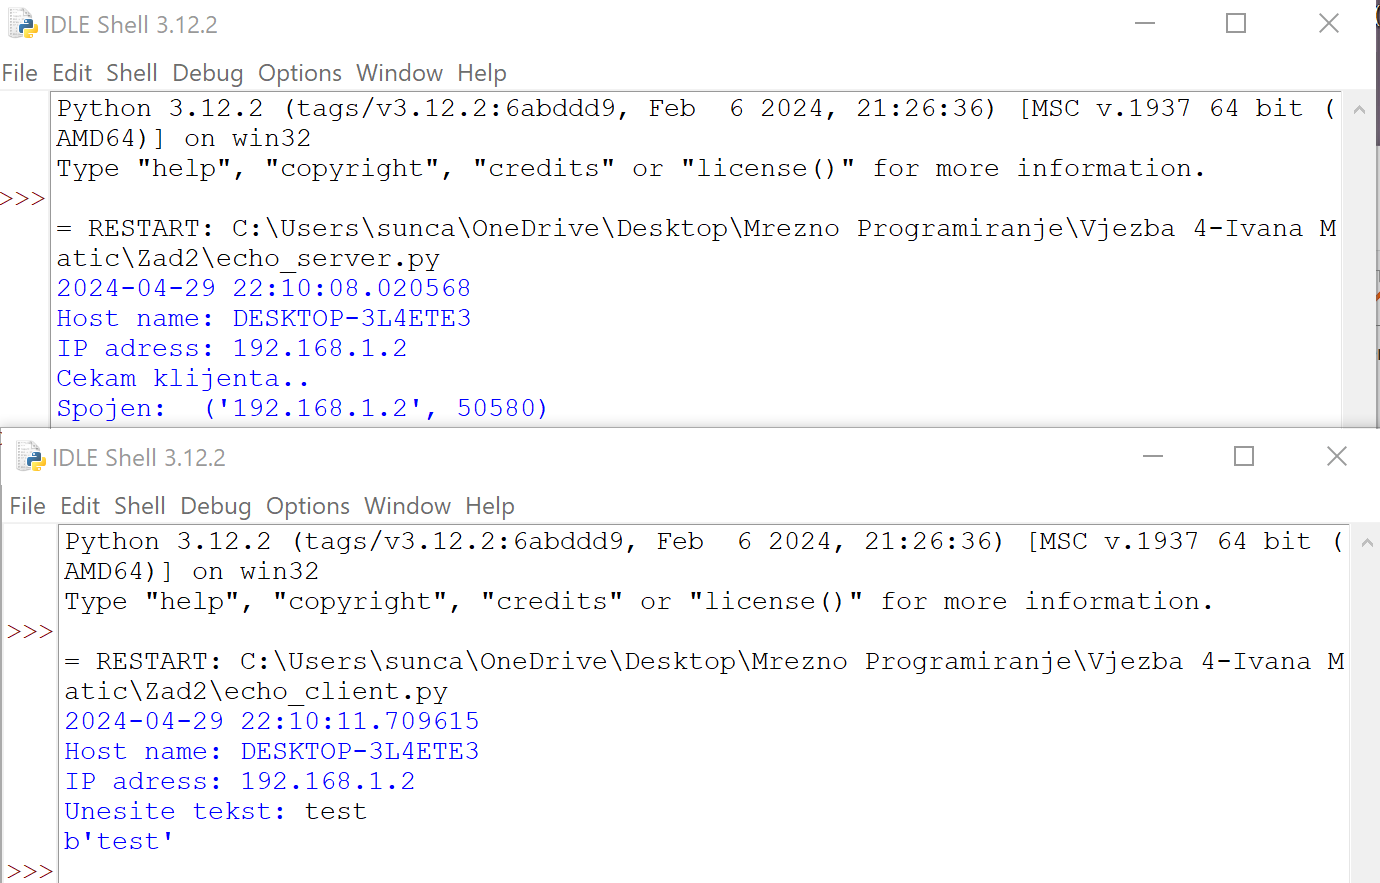 IDLE Shell 3.12.2
File Edit Shell Debug Options Window Help
Python 3.12.2 (tags/v3.12.2:6abddd9, Feb  6 2024, 21:26:36) [MSC v.1937 64 bit (
AMD64)] on win32
Type "help", "copyright", "credits" or "license()" for more information.
>>>
= RESTART: C:\Users\sunca\OneDrive\Desktop\Mrezno Programiranje\Vjezba 4-Ivana M
atic\Zad2\echo_server.py
2024-04-29 22:10:08.020568
Host name: DESKTOP-3L4ETE3
IP adress: 192.168.1.2
Cekam klijenta..
Spojen:  ('192.168.1.2', 50580)
IDLE Shell 3.12.2
File Edit Shell Debug Options Window Help
Python 3.12.2 (tags/v3.12.2:6abddd9, Feb  6 2024, 21:26:36) [MSC v.1937 64 bit (
AMD64)] on win32
Type "help", "copyright", "credits" or "license()" for more information.
>>>
= RESTART: C:\Users\sunca\OneDrive\Desktop\Mrezno Programiranje\Vjezba 4-Ivana M
atic\Zad2\echo_client.py
2024-04-29 22:10:11.709615
Host name: DESKTOP-3L4ETE3
IP adress: 192.168.1.2
Unesite tekst: test
b'test'
>>>